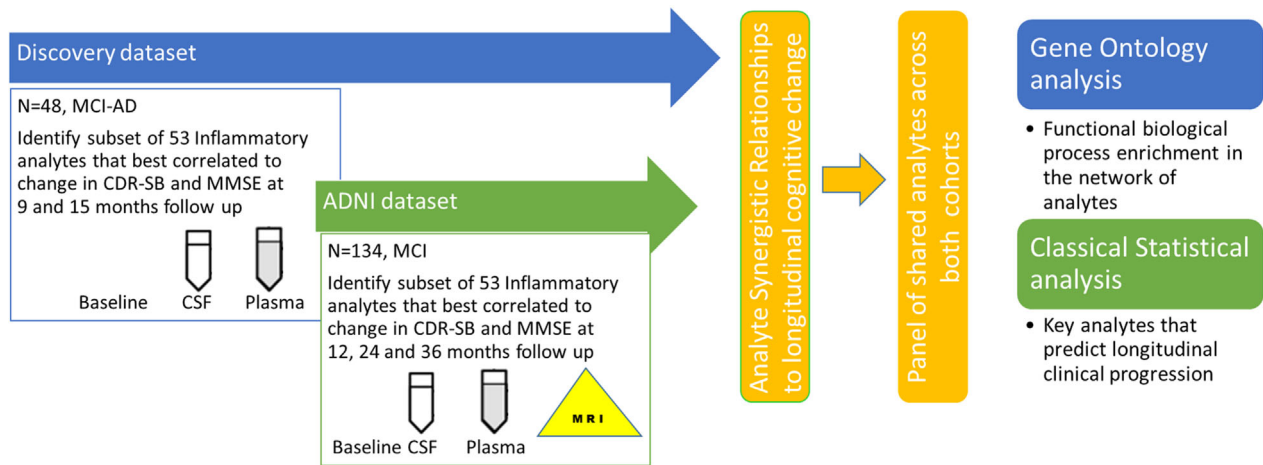 Discovery dataset
N=48, MCI-AD
Identify subset of 53 Inflammatory
analytes that best correlated to
change in CDR-SB and MMSE at
9 and 15 months follow up
Baseline CSF Plasma
ADNI dataset
N=134, MCI
Identify subset of 53 Inflammatory
analytes that best correlated to
change in CDR-SB and MMSE at
12, 24 and 36 months follow up
MRI
Baseline CSF Plasma
Analyte Synergistic Relationships
to longitudinal cognitive change
Panel of shared analytes across
both cohorts
Gene Ontology
analysis
• Functional biological
process enrichment in
the network of
analytes
Classical Statistical
analysis
• Key analytes that
predict longitudinal
clinical progression